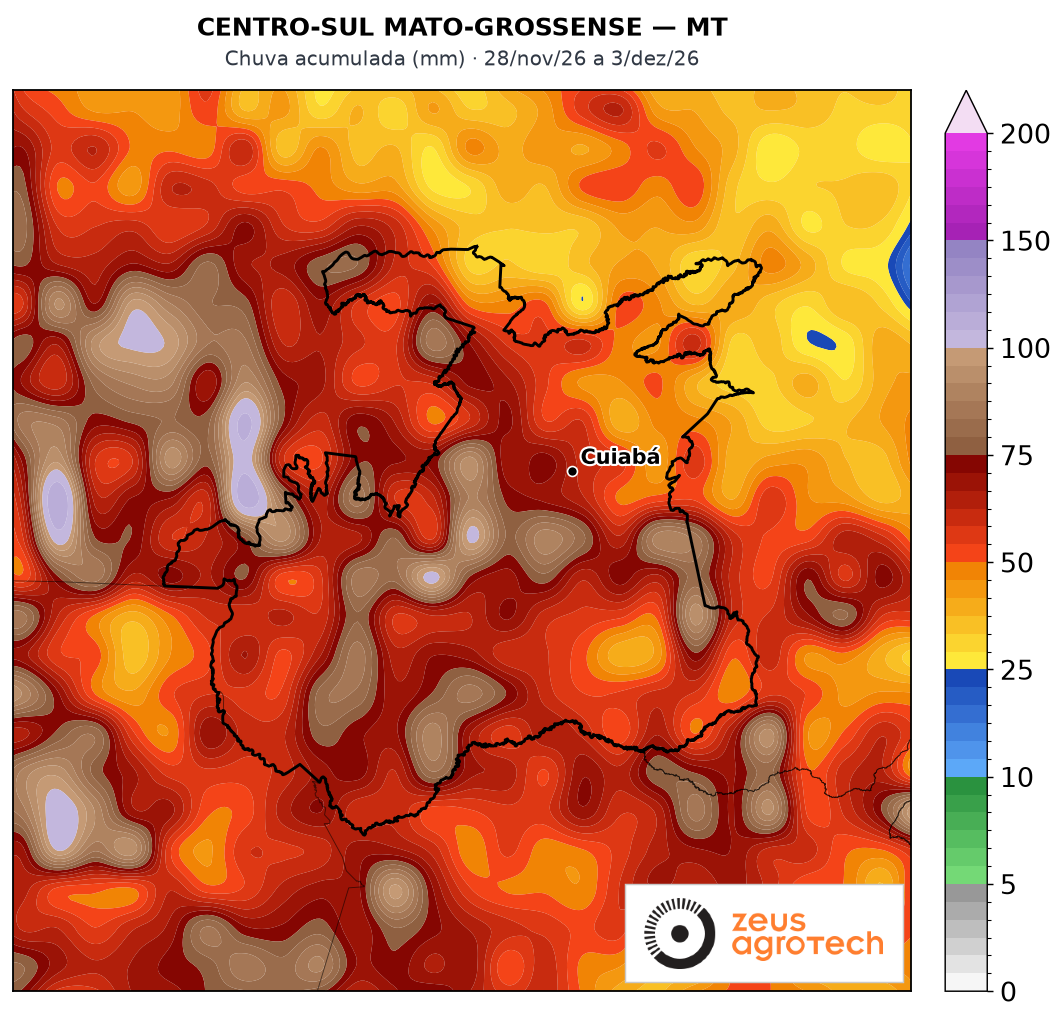 CENTRO-SUL MATO-GROSSENSE — MT
Chuva acumulada (mm) · 28/nov/26 a 3/dez/26
200
150
100
75
50
25
10
5
0
Cuiabá
zeus
agrotech